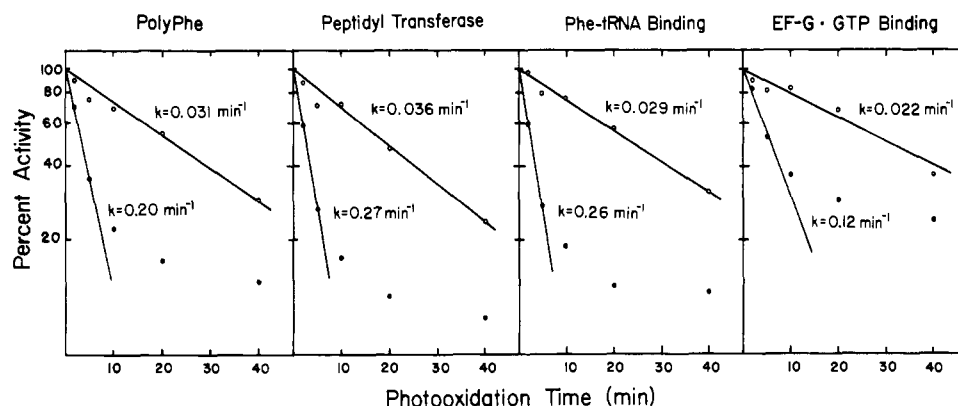 PolyPhe
Peptidyl Transferase
Phe-tRNA Binding
EF-G · GTP Binding
Percent Activity
100
80
60
40
20
k=0.031 min⁻¹
k=0.20 min⁻¹
k=0.036 min⁻¹
k=0.27 min⁻¹
k=0.029 min⁻¹
k=0.26 min⁻¹
k=0.022 min⁻¹
k=0.12 min⁻¹
10 20 30 40
10 20 30 40
10 20 30 40
10 20 30 40
Photooxidation Time (min)